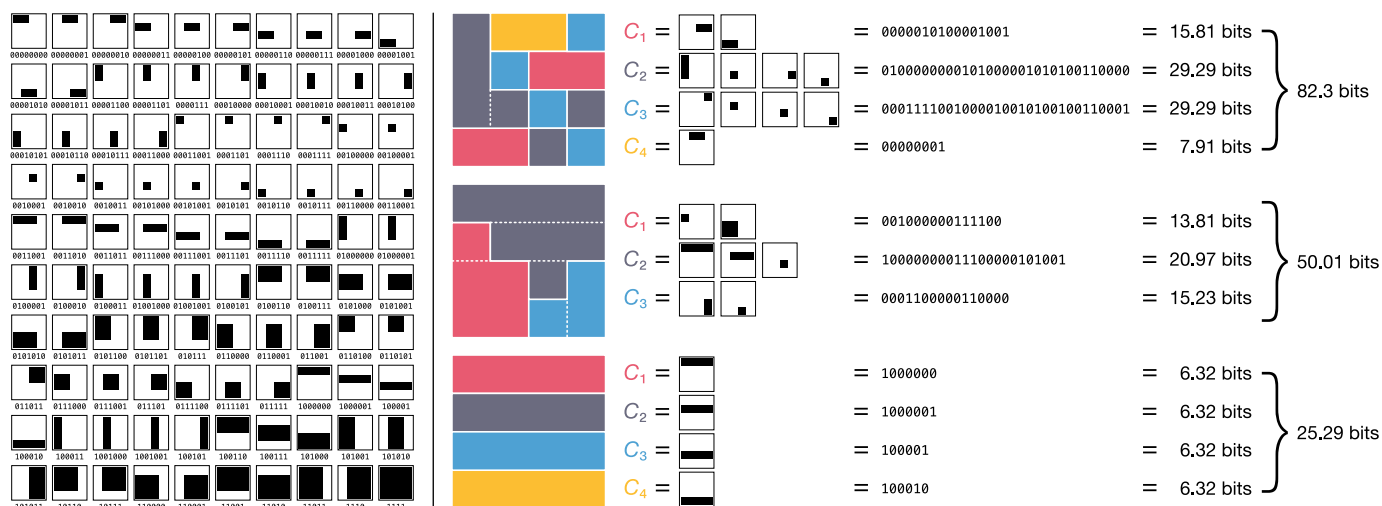 00000000 00000001 00000010 00000011 00000100 00000101 00000110 00000111 00001000 00001001
00001010 00001011 00001100 00001101 0000111 00010000 00010001 00010010 00010011 00010100
00010101 00010110 00010111 00011000 00011001 0001101 0001110 0001111 00100000 00100001
0010001 0010010 0010011 00101000 00101001 0010101 0010110 0010111 00110000 00110001
0011001 0011010 0011011 00111000 00111001 0011101 0011110 0011111 01000000 01000001
0100001 0100010 0100011 01001000 01001001 0100101 0100110 0100111 0101000 0101001
0101010 0101011 0101100 0101101 010111 0110000 0110001 011001 0110100 0110101
011011 0111000 0111001 011101 0111100 0111101 011111 1000000 1000001 100001
100010 100011 1001000 1001001 100101 100110 100111 101000 101001 101010
C1 = = 0000010100001001 = 15.81 bits
C2 = = 0100000000101000001010100110000 = 29.29 bits
82.3 bits
C3 = = 0001111001000010010100100110001 = 29.29 bits
C4 = = 00000001 = 7.91 bits
C1 = = 001000000111100 = 13.81 bits
C2 = = 10000000011100000101001 = 20.97 bits
50.01 bits
C3 = = 0001100000110000 = 15.23 bits
C1 = = 1000000 = 6.32 bits
C2 = = 1000001 = 6.32 bits
25.29 bits
C3 = = 100001 = 6.32 bits
C4 = = 100010 = 6.32 bits